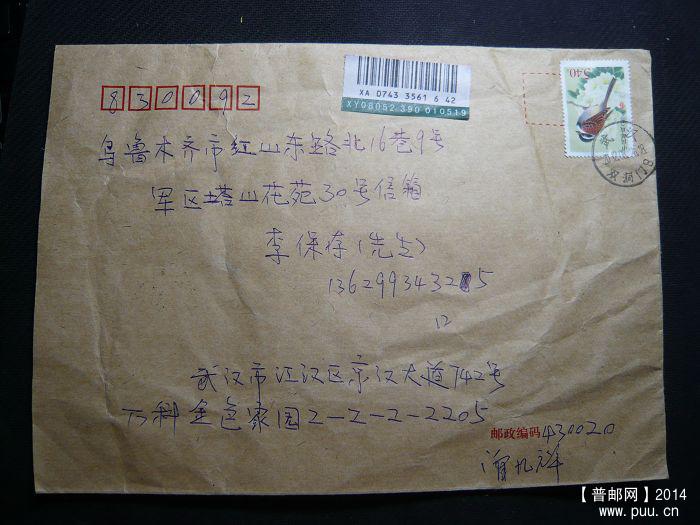 XA 0743 3561 6 42
XY08052.390 010519
5.40
830092
乌鲁木齐市红山东路北16巷9号
军区塔山花苑30号信箱
李保存(先生)
12
武汉市江汉区京汉大道742号
万科金色家园2-2-2-2205
邮政编码430020
【普邮网】2014
www.puu.cn